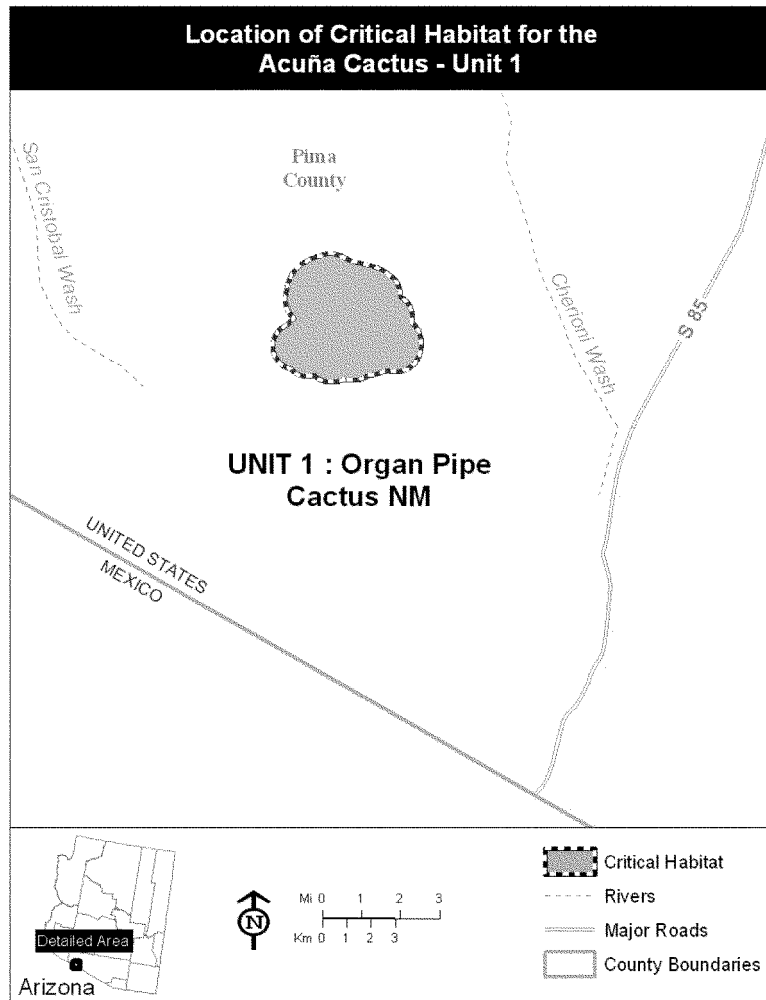 Location of Critical Habitat for the
Acuña Cactus - Unit 1
Pima
County
San Cristobal Wash
Cherioni Wash
S 85
UNIT 1 : Organ Pipe
Cactus NM
UNITED STATES
MEXICO
Detailed Area
Arizona
N
Mi 0 1 2 3
Km 0 1 2 3
Critical Habitat
Rivers
Major Roads
County Boundaries